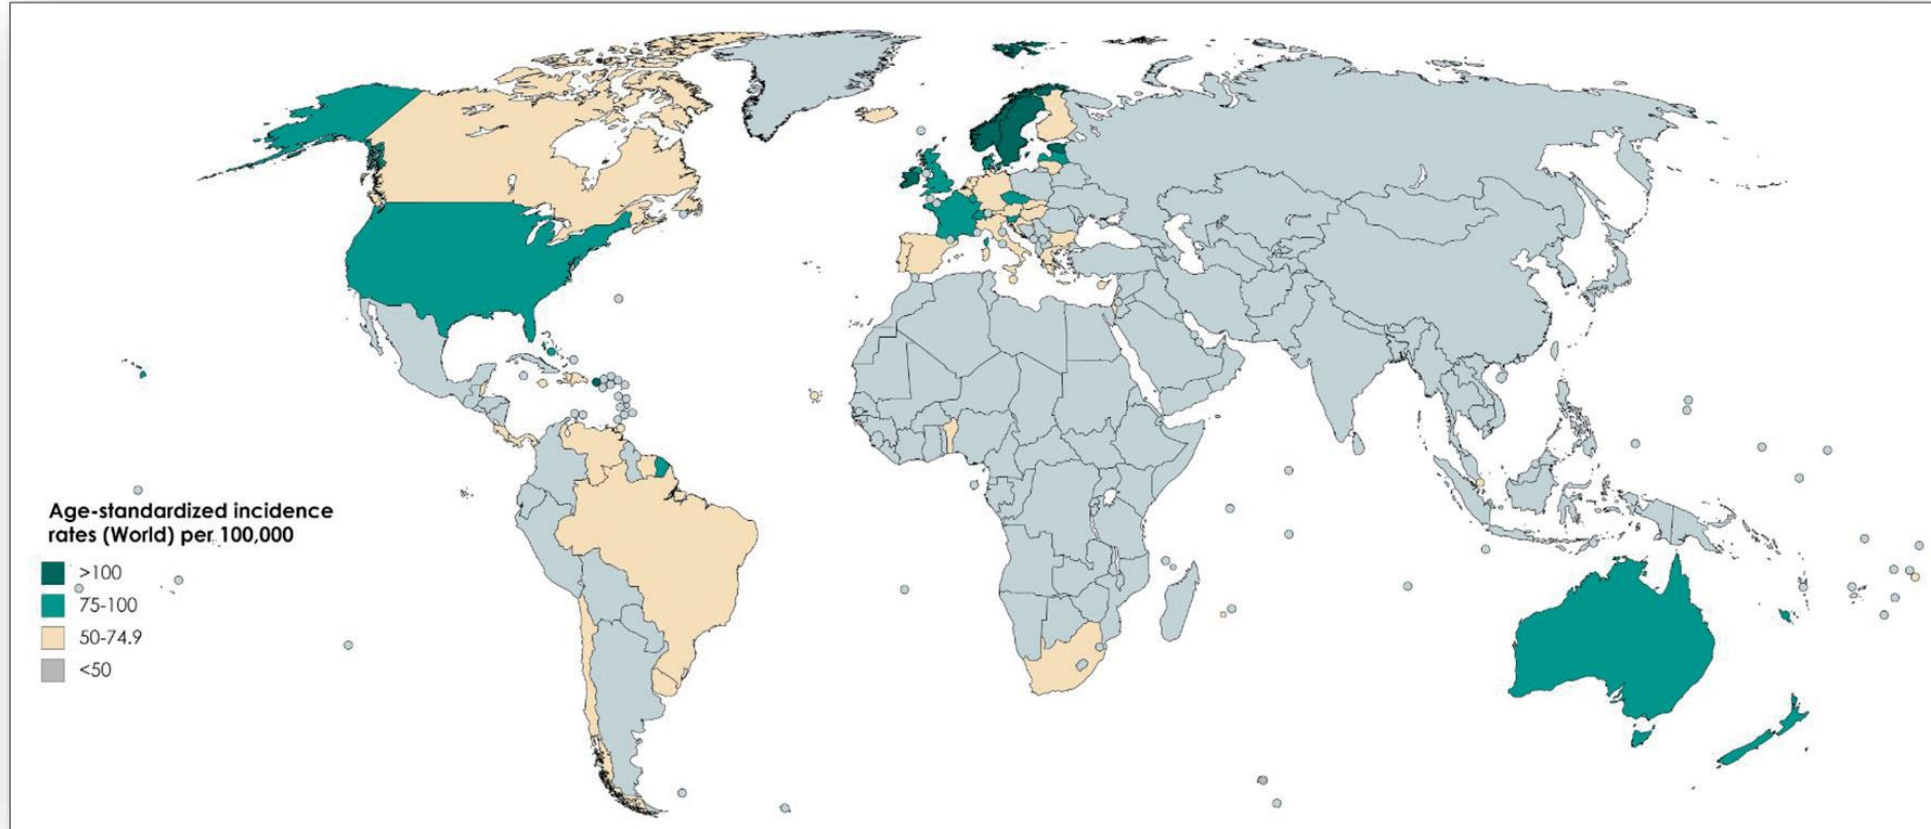 Age-standardized incidence
rates (World) per 100,000
>100
75-100
50-74.9
<50